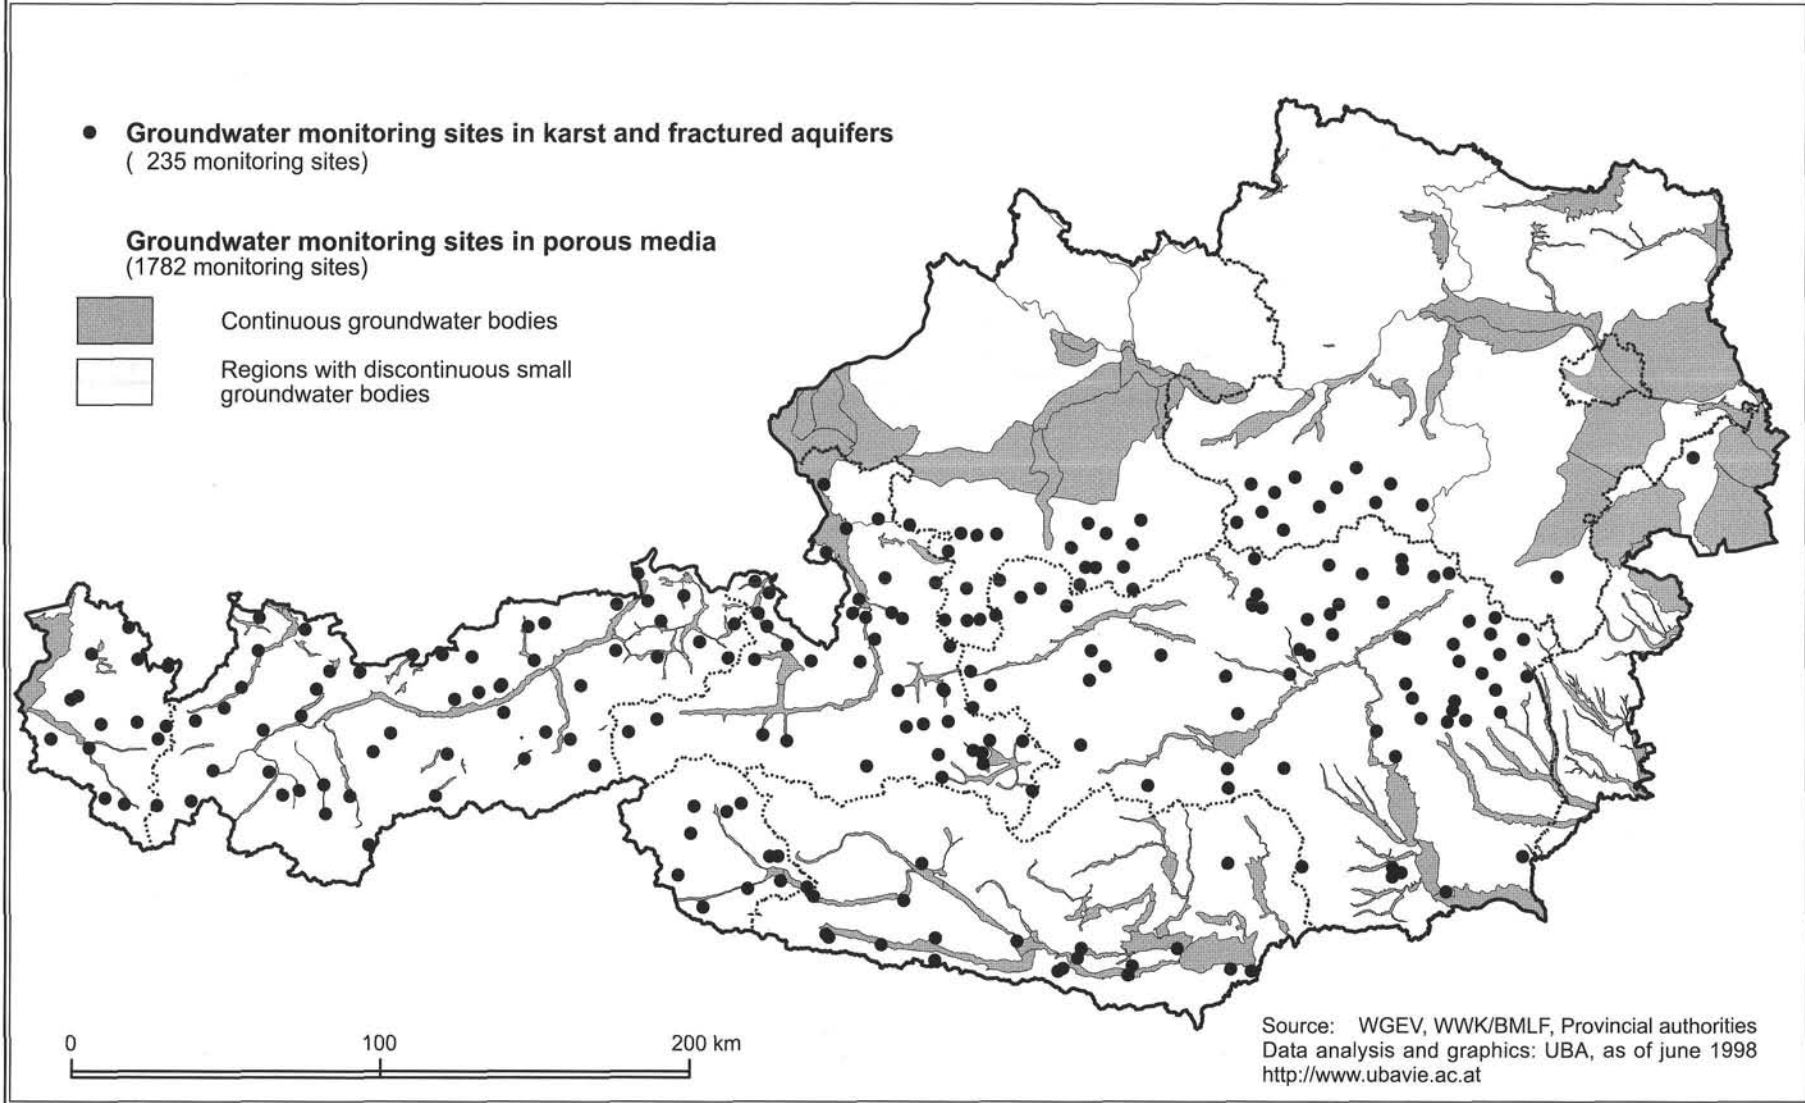 Groundwater monitoring sites in karst and fractured aquifers
( 235 monitoring sites)
Groundwater monitoring sites in porous media
(1782 monitoring sites)
Continuous groundwater bodies
Regions with discontinuous small
groundwater bodies
0 100 200 km
Source: WGEV, WWK/BMLF, Provincial authorities
Data analysis and graphics: UBA, as of june 1998
http://www.ubavie.ac.at